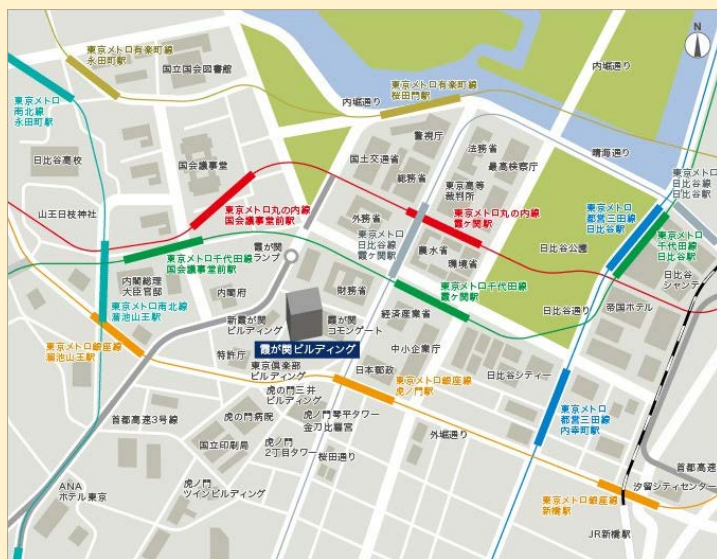 東京メトロ有楽町線
永田町駅
国立国会図書館
N
東京メトロ
南北線
永田町駅
内堀通り
東京メトロ有楽町線
桜田門駅
内堀通り
日比谷高校
国会議事堂
警視庁
国土交通省
総務省
法務省
最高検察庁
晴海通り
東京メトロ
日比谷線
日比谷駅
山王日枝神社
東京メトロ丸の内線
国会議事堂前駅
外務省
東京高等
裁判所
東京メトロ丸の内線
霞ヶ関駅
東京メトロ
都営三田線
日比谷駅
東京メトロ千代田線
国会議事堂前駅
霞が関
ランプ
東京メトロ
日比谷線
霞ヶ関駅
農水省
環境省
日比谷公園
東京メトロ
千代田線
日比谷駅
内閣総理
大臣官邸
内閣府
財務省
東京メトロ千代田線
霞ヶ関駅
日比谷
シャンテ
東京メトロ南北線
溜池山王駅
新霞が関
ビルディング
霞が関
コモンゲート
経済産業省
日比谷通り
帝国ホテル
東京メトロ銀座線
溜池山王駅
特許庁
霞が関ビルディング
中小企業庁
東京倶楽部
ビルディング
日本郵政
東京メトロ銀座線
虎ノ門駅
日比谷シティー
虎の門三井
ビルディング
首都高速3号線
虎の門病院
虎ノ門琴平タワー
金刀比羅宮
東京メトロ
都営三田線
内幸町駅
国立印刷局
虎ノ門
2丁目タワー
桜田通り
外堀通り
首都高速
ANA
ホテル東京
虎ノ門
ツインビルディング
汐留シティセンター
東京メトロ銀座線
新橋駅
JR新橋駅